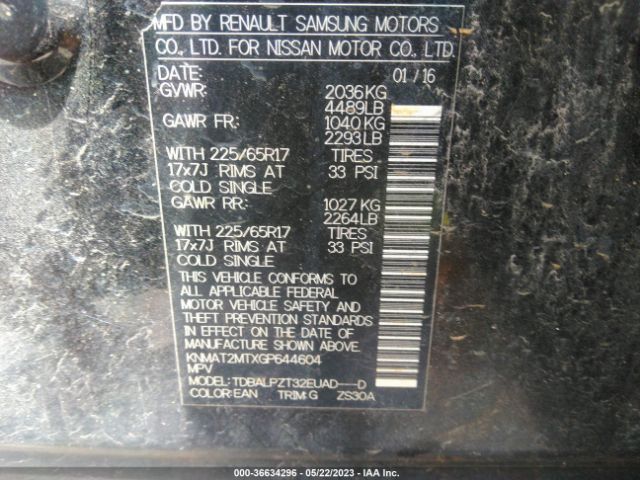 MFD BY RENAULT SAMSUNG MOTORS
CO., LTD. FOR NISSAN MOTOR CO., LTD.
DATE: 01 / 16
GVWR: 2036KG
4489LB
GAWR FR.: 1040KG
2293LB
WITH 225/65R17 TIRES
17x7J RIMS AT 33 PSI
COLD SINGLE
GAWR RR.: 1027 KG
2264LB
WITH 225/65R17 TIRES
17x7J RIMS AT 33 PSI
COLD SINGLE
THIS VEHICLE CONFORMS TO
ALL APPLICABLE FEDERAL
MOTOR VEHICLE SAFETY AND
THEFT PREVENTION STANDARDS
IN EFFECT ON THE DATE OF
MANUFACTURE SHOWN ABOVE.
KNMAT2MTXGP644604
MPV
MODEL: TDBALPZT32EUAD---D
COLOR:EAN TRIM:G ZS30A
000-36634296 - 05/22/2023 - IAA Inc.